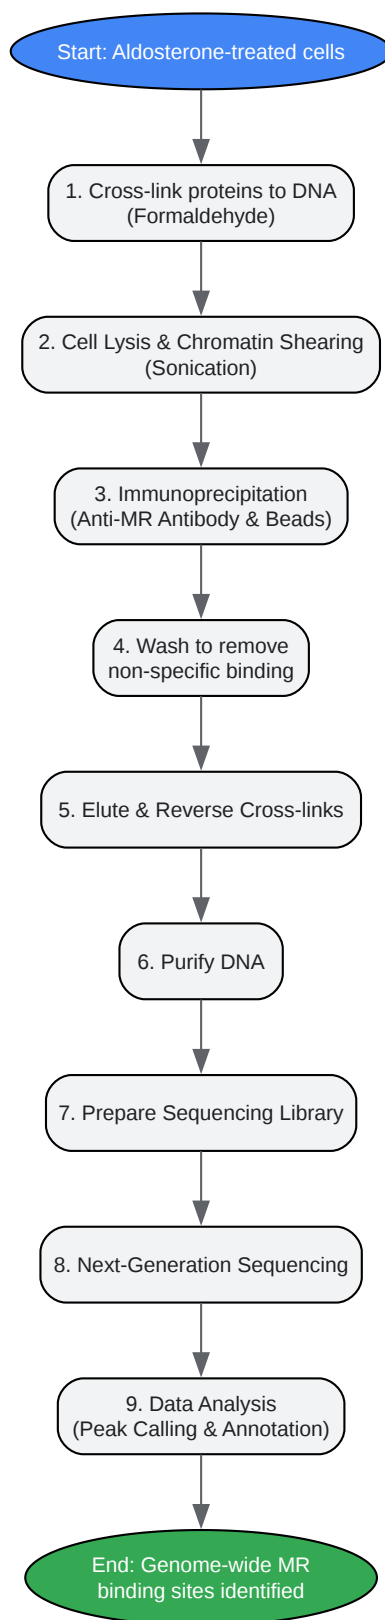 Start: Aldosterone-treated cells
1. Cross-link proteins to DNA
(Formaldehyde)
2. Cell Lysis & Chromatin Shearing
(Sonication)
3. Immunoprecipitation
(Anti-MR Antibody & Beads)
4. Wash to remove
non-specific binding
5. Elute & Reverse Cross-links
6. Purify DNA
7. Prepare Sequencing Library
8. Next-Generation Sequencing
9. Data Analysis
(Peak Calling & Annotation)
End: Genome-wide MR
binding sites identified